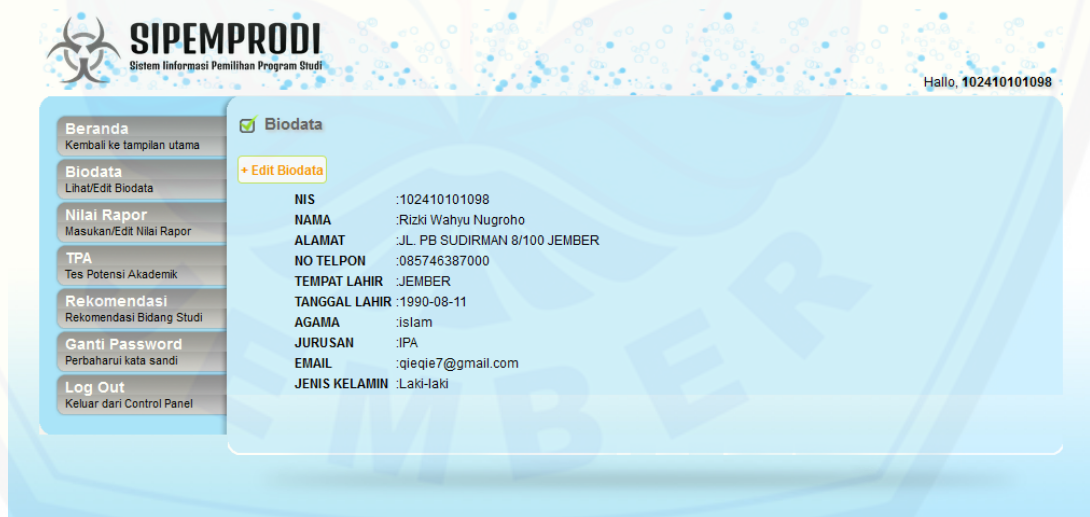 SIPEMPRODI
Sistem Iinformasi Pemilihan Program Studi
Hallo, 102410101098
Beranda
Kembali ke tampilan utama
Biodata
Lihat/Edit Biodata
Nilai Rapor
Masukan/Edit Nilai Rapor
TPA
Tes Potensi Akademik
Rekomendasi
Rekomendasi Bidang Studi
Ganti Password
Perbaharui kata sandi
Log Out
Keluar dari Control Panel
Biodata
+ Edit Biodata
NIS :102410101098
NAMA :Rizki Wahyu Nugroho
ALAMAT :JL. PB SUDIRMAN 8/100 JEMBER
NO TELPON :085746387000
TEMPAT LAHIR :JEMBER
TANGGAL LAHIR :1990-08-11
AGAMA :islam
JURUSAN :IPA
EMAIL :qieqie7@gmail.com
JENIS KELAMIN :Laki-laki
JEMBER